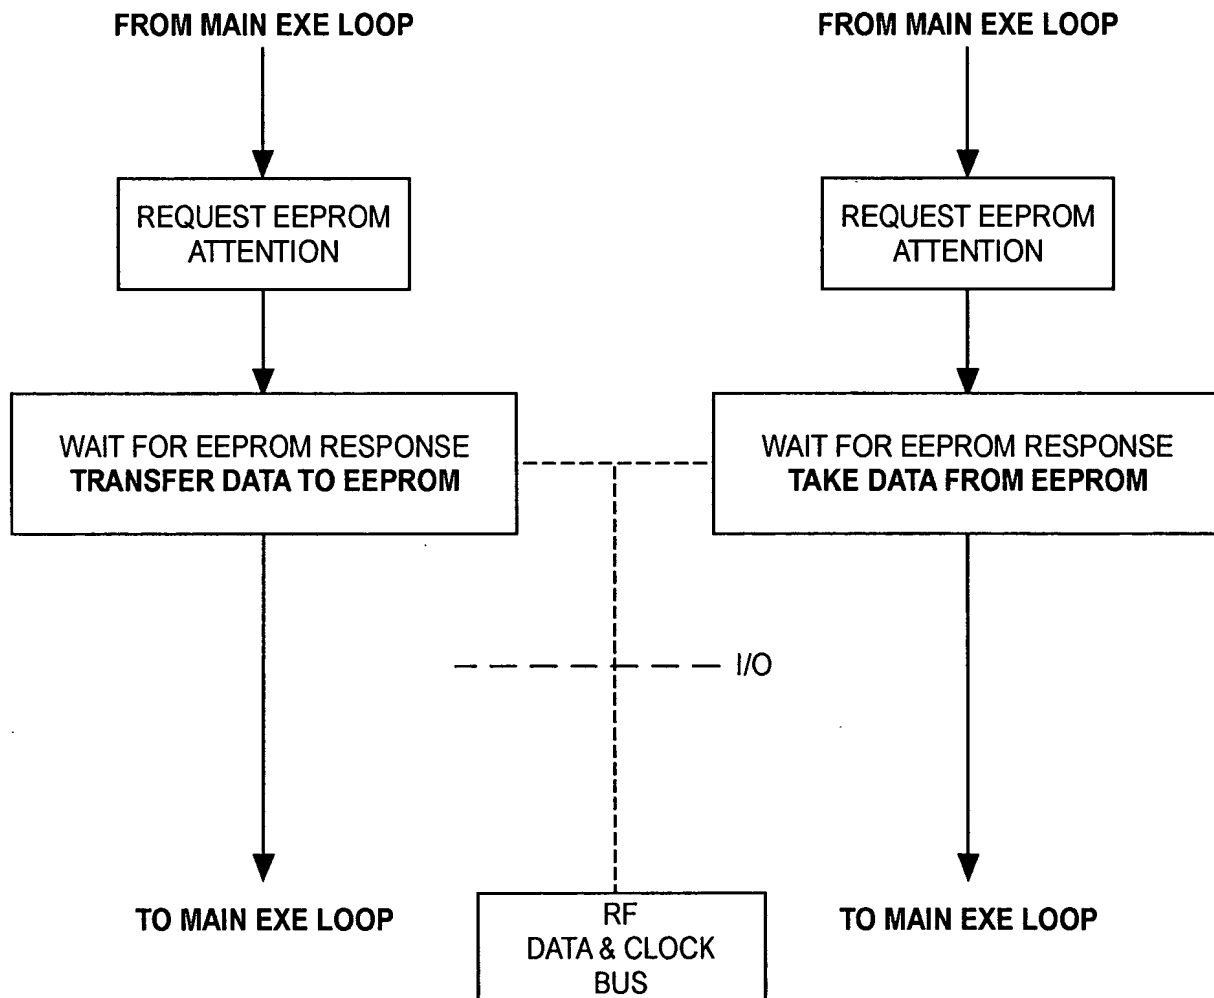 FROM MAIN EXE LOOP
REQUEST EEPROM
ATTENTION
WAIT FOR EEPROM RESPONSE
TRANSFER DATA TO EEPROM
TO MAIN EXE LOOP
FROM MAIN EXE LOOP
REQUEST EEPROM
ATTENTION
WAIT FOR EEPROM RESPONSE
TAKE DATA FROM EEPROM
TO MAIN EXE LOOP
I/O
RF
DATA & CLOCK
BUS